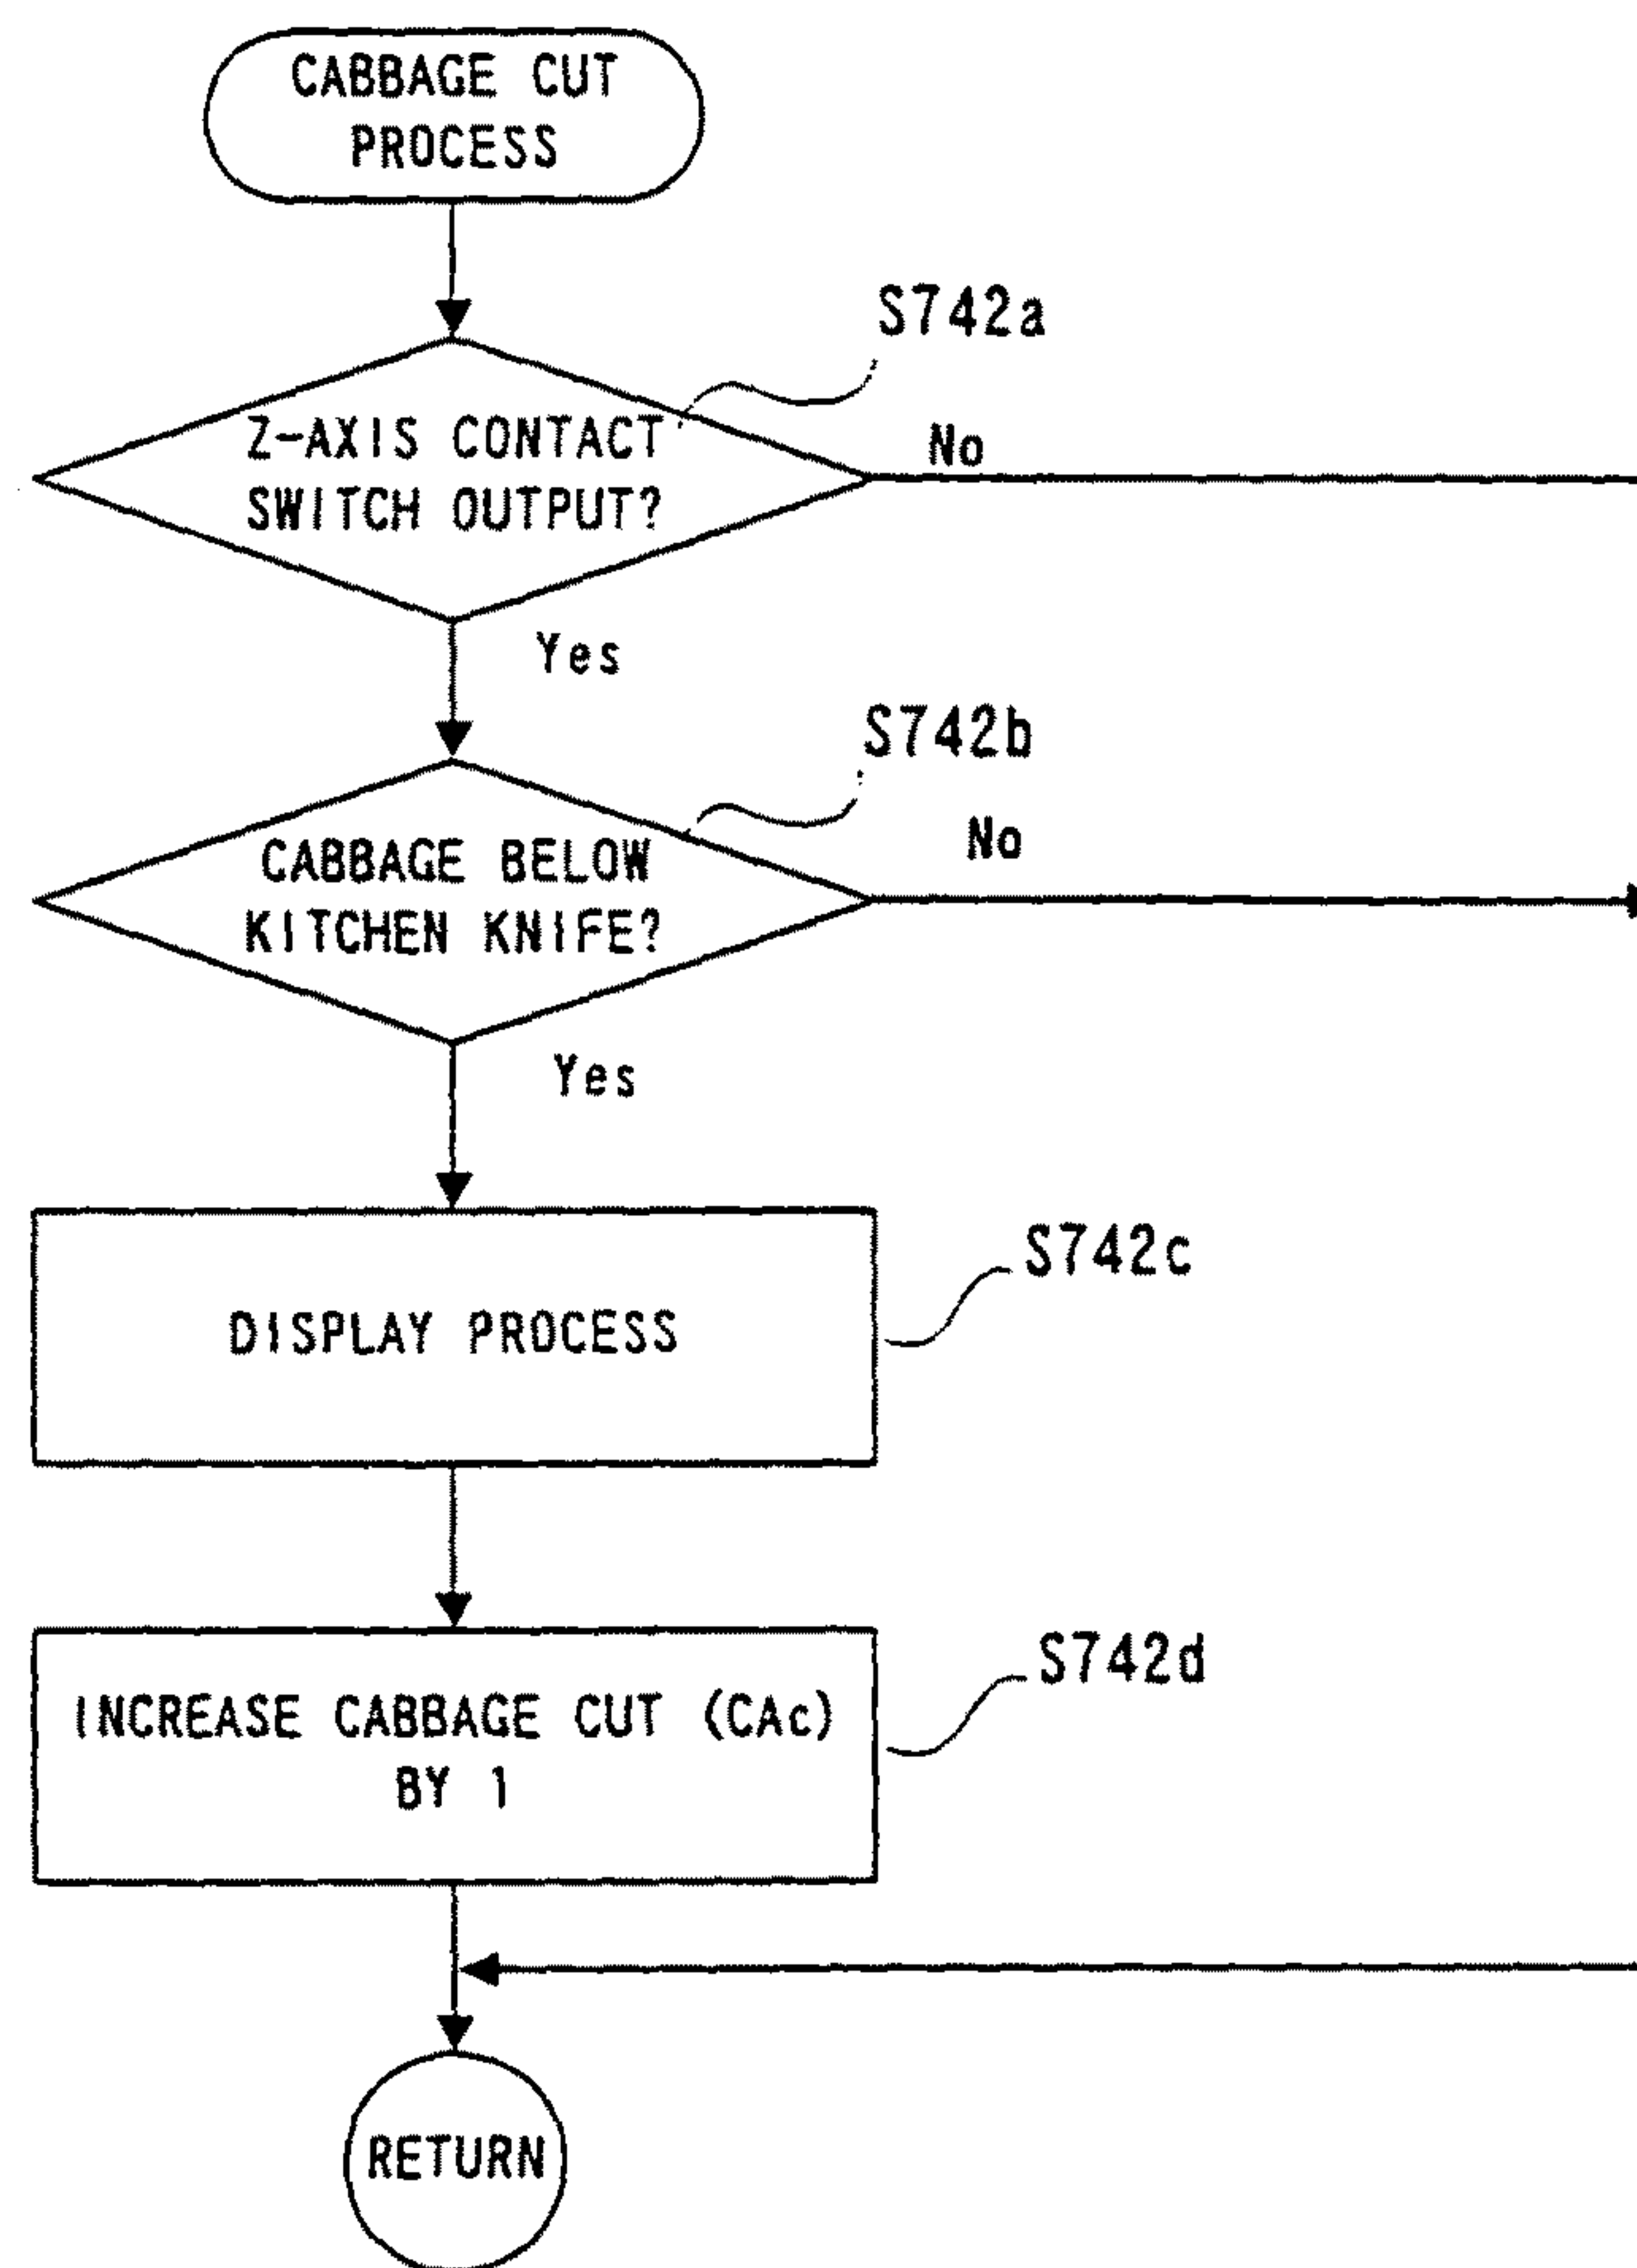 CABBAGE CUT
PROCESS
S742a
Z-AXIS CONTACT
SWITCH OUTPUT?
No
Yes
S742b
CABBAGE BELOW
KITCHEN KNIFE?
No
Yes
S742c
DISPLAY PROCESS
S742d
INCREASE CABBAGE CUT (CAc)
BY 1
RETURN